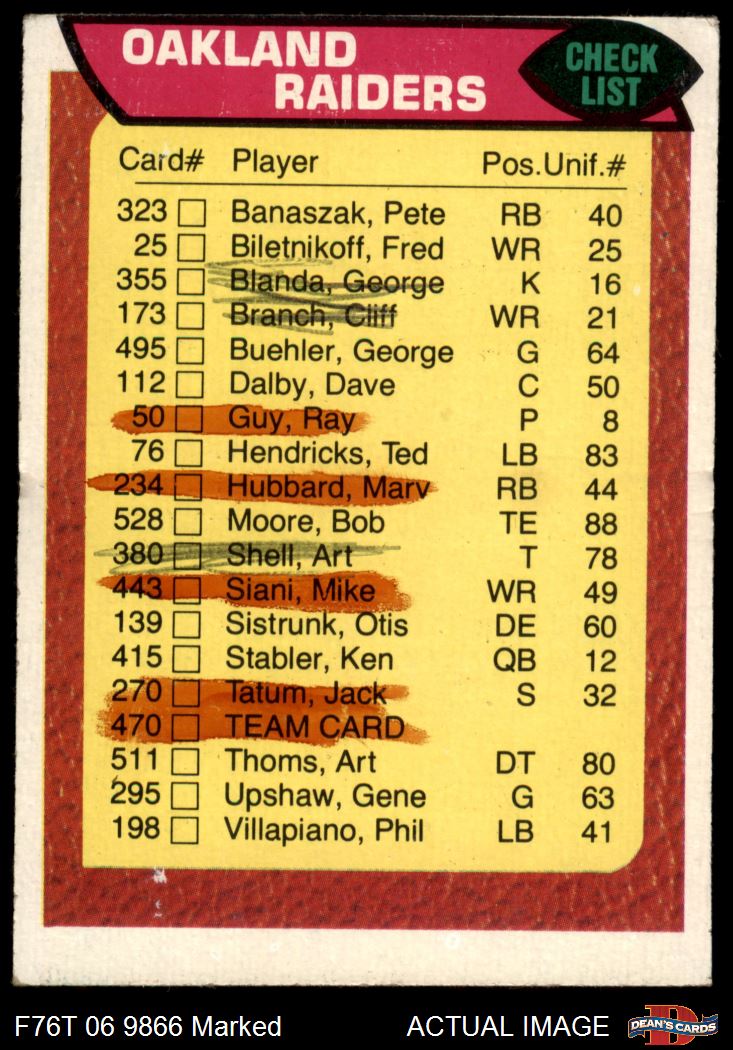 OAKLAND
RAIDERS
CHECK
LIST
Card# Player Pos. Unif.#
323 Banaszak, Pete RB 40
25 Biletnikoff, Fred WR 25
355 Blanda, George K 16
173 Branch, Cliff WR 21
495 Buehler, George G 64
112 Dalby, Dave C 50
50 Guy, Ray P 8
76 Hendricks, Ted LB 83
234 Hubbard, Marv RB 44
528 Moore, Bob TE 88
380 Shell, Art T 78
443 Siani, Mike WR 49
139 Sistrunk, Otis DE 60
415 Stabler, Ken QB 12
270 Tatum, Jack S 32
470 TEAM CARD
511 Thoms, Art DT 80
295 Upshaw, Gene G 63
198 Villapiano, Phil LB 41
F76T 06 9866 Marked ACTUAL IMAGE DEAN'S CARDS